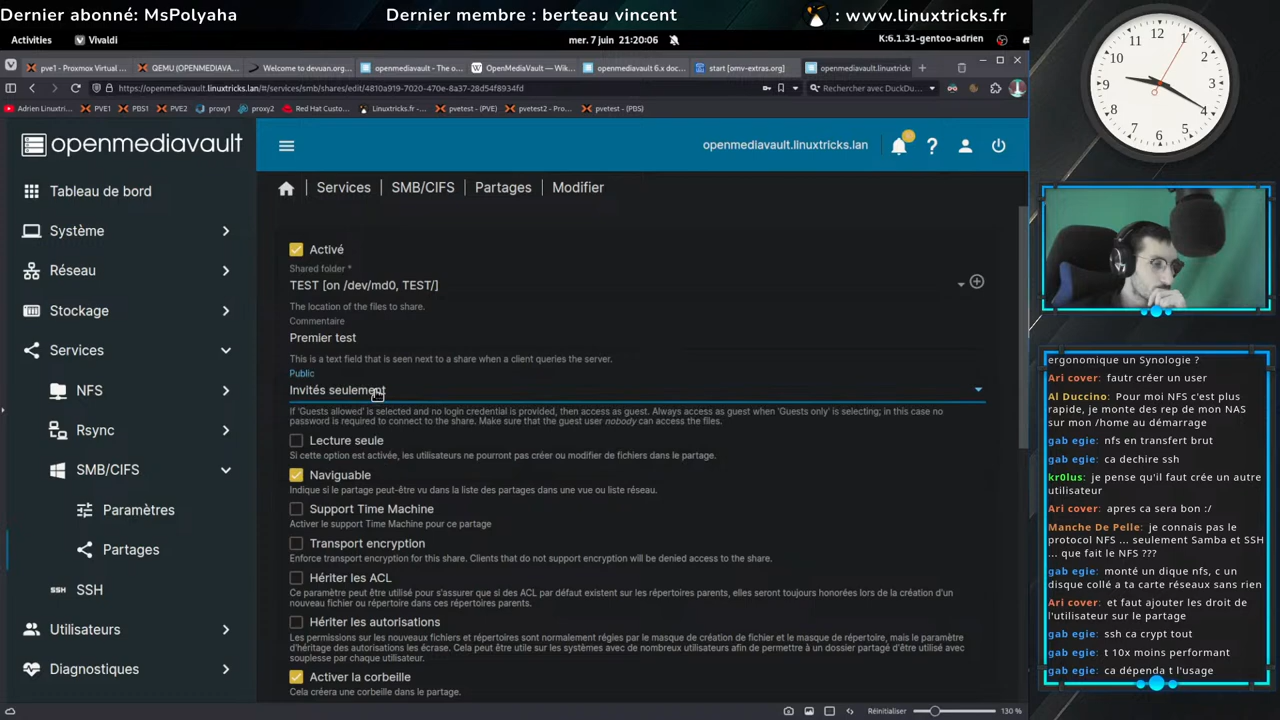 Dernier abonné: MsPolyaha
Dernier membre : berteau vincent
: www.linuxtricks.fr
Activities
Vivaldi
mer. 7 juin 21:20:06
K:6.1.31-gentoo-adrien
pve1 - Proxmox Virtual ...
QEMU (OPENMEDIAVA...
Welcome to devuan.org...
openmediavault - The o...
OpenMediaVault — Wik...
openmediavault 6.x doc...
start [omv-extras.org]
openmediavault.linuxtricks
https://openmediavault.linuxtricks.lan/#/services/smb/shares/edit/4810a919-7020-470e-8a37-28d54f8934fd
Rechercher avec DuckDu...
Adrien Linuxtri...
PVE1
PBS1
PVE2
proxy1
proxy2
Red Hat Custo...
Linuxtricks.fr - ...
pvetest - (PVE)
pvetest2 - Pro...
pvetest - (PBS)
openmediavault
openmediavault.linuxtricks.lan
Services | SMB/CIFS | Partages | Modifier
Tableau de bord
Système
Réseau
Stockage
Services
NFS
Rsync
SMB/CIFS
Paramètres
Partages
SSH
Utilisateurs
Diagnostiques
Activé
Shared folder *
TEST [on /dev/md0, TEST/]
The location of the files to share.
Commentaire
Premier test
This is a text field that is seen next to a share when a client queries the server.
Public
Invités seulement
If 'Guests allowed' is selected and no login credential is provided, then access as guest. Always access as guest when 'Guests only' is selecting; in this case no
password is required to connect to the share. Make sure that the guest user nobody can access the files.
Lecture seule
Si cette option est activée, les utilisateurs ne pourront pas créer ou modifier de fichiers dans le partage.
Naviguable
Indique si le partage peut-être vu dans la liste des partages dans une vue ou liste réseau.
Support Time Machine
Activer le support Time Machine pour ce partage
Transport encryption
Enforce transport encryption for this share. Clients that do not support encryption will be denied access to the share.
Hériter les ACL
Ce paramètre peut être utilisé pour s'assurer que si des ACL par défaut existent sur les répertoires parents, elles seront toujours honorées lors de la création d'un
nouveau fichier ou répertoire dans ces répertoires parents.
Hériter les autorisations
Les permissions sur les nouveaux fichiers et répertoires sont normalement régies par le masque de création de fichier et le masque de répertoire, mais le paramètre
d'héritage des autorisations les écrase. Cela peut être utile sur les systèmes avec de nombreux utilisateurs afin de permettre à un dossier partagé d'être utilisé avec
souplesse par chaque utilisateur.
Activer la corbeille
Cela créera une corbeille dans le partage.
Réinitialiser
130 %
12
1
2
3
4
5
6
7
8
9
10
11
ergonomique un Synologie ?
Ari cover: fautr créer un user
Al Duccino: Pour moi NFS c'est plus
rapide, je monte des rep de mon NAS
sur mon /home au démarrage
gab egie: nfs en transfert brut
gab egie: ca dechire ssh
kr0lus: je pense qu'il faut crée un autre
utilisateur
Ari cover: apres ca sera bon :/
Manche De Pelle: je connais pas le
protocol NFS ... seulement Samba et SSH
... que fait le NFS ???
gab egie: monté un dique nfs, c un
disque collé a ta carte réseaux sans rien
Ari cover: et faut ajouter les droit de
l'utilisateur sur le partage
gab egie: ssh ca crypt tout
gab egie: t 10x moins performant
gab egie: ca dépenda t l'usage